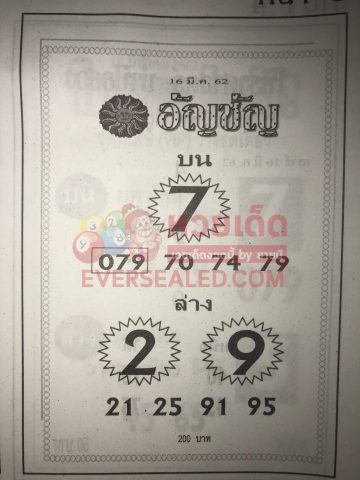 16 มี.ค. 62
อัญชัญ
บน
7
หวยเด็ด
079 70 74 79
EVERSEALED.COM
ล่าง
2 9
21 25 91 95
200 บาท